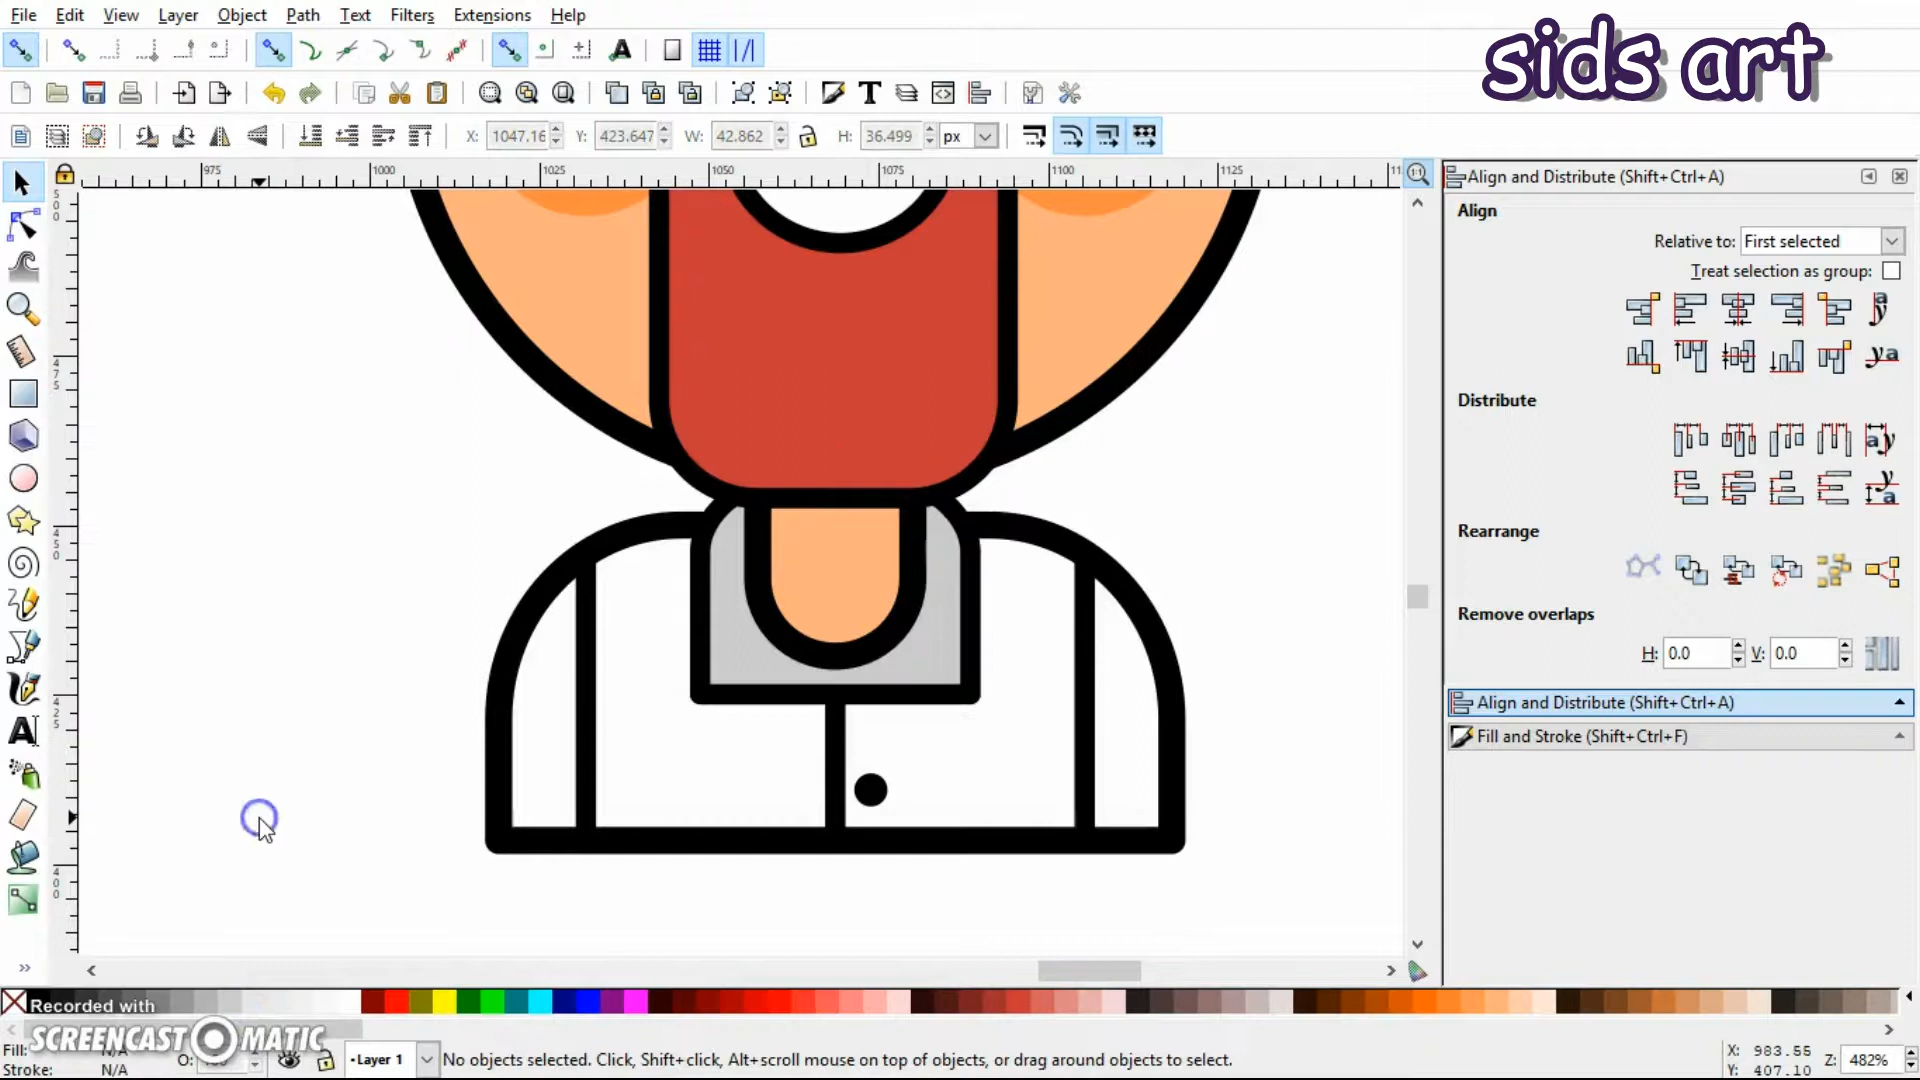 File Edit View Layer Object Path Text Filters Extensions Help
sids art
X: 1047.16 Y: 423.647 W: 42.862 H: 36.499 px
975 1000 1025 1050 1075 1100 1125
Align and Distribute (Shift+Ctrl+A)
Align
Relative to: First selected
Treat selection as group:
Distribute
Rearrange
Remove overlaps
H: 0.0 V: 0.0
Align and Distribute (Shift+Ctrl+A)
Fill and Stroke (Shift+Ctrl+F)
Recorded with
SCREENCAST MATIC
Fill: N/A
Stroke: N/A
O:
•Layer 1
No objects selected. Click, Shift+click, Alt+scroll mouse on top of objects, or drag around objects to select.
X: 983.55
Y: 407.10
Z: 482%